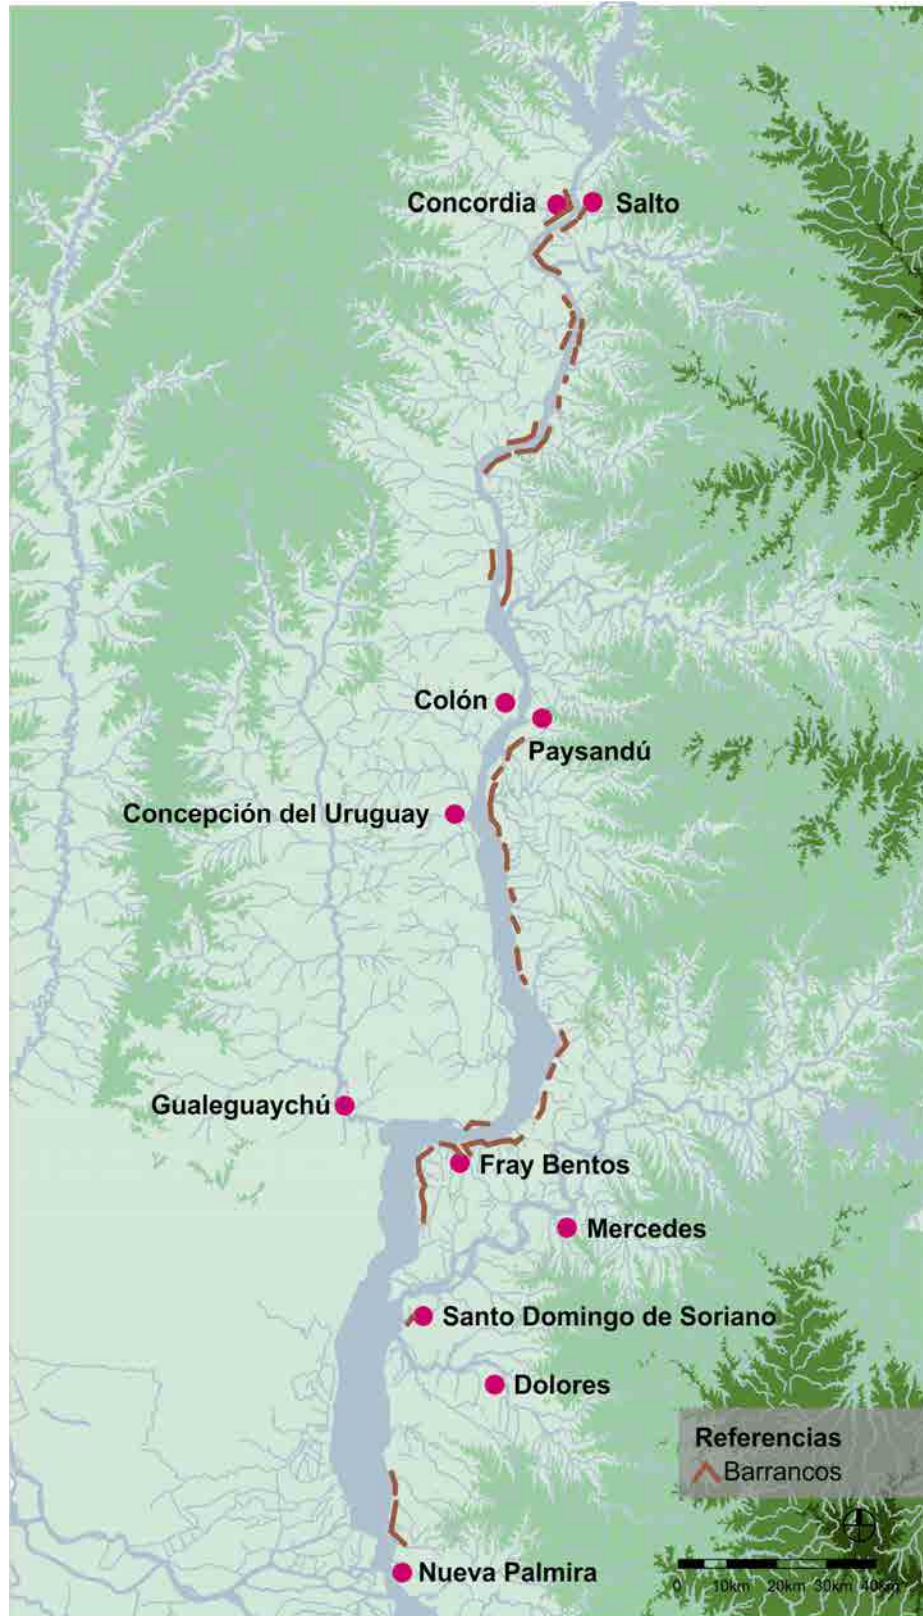 Concordia
Salto
Colón
Paysandú
Concepción del Uruguay
Gualeguaychú
Fray Bentos
Mercedes
Santo Domingo de Soriano
Dolores
Referencias
Barrancos
Nueva Palmira
0 10km 20km 30km 40km